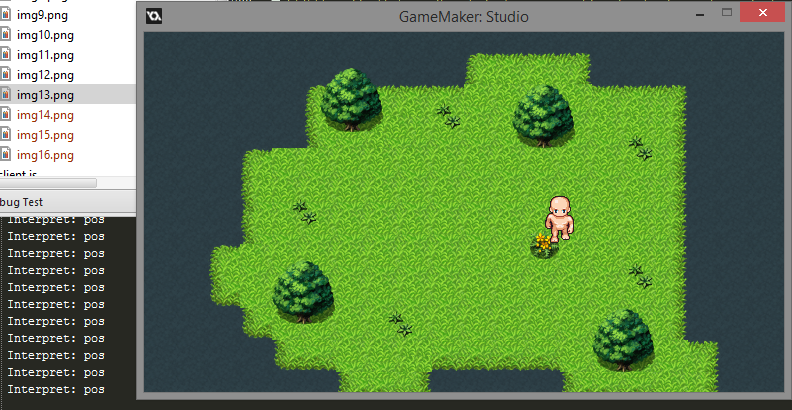 img9.png
img10.png
img11.png
img12.png
img13.png
img14.png
img15.png
img16.png
client.js
bug Test
Interpret: pos
Interpret: pos
Interpret: pos
Interpret: pos
Interpret: pos
Interpret: pos
Interpret: pos
Interpret: pos
Interpret: pos
Interpret: pos
Interpret: pos
GameMaker: Studio